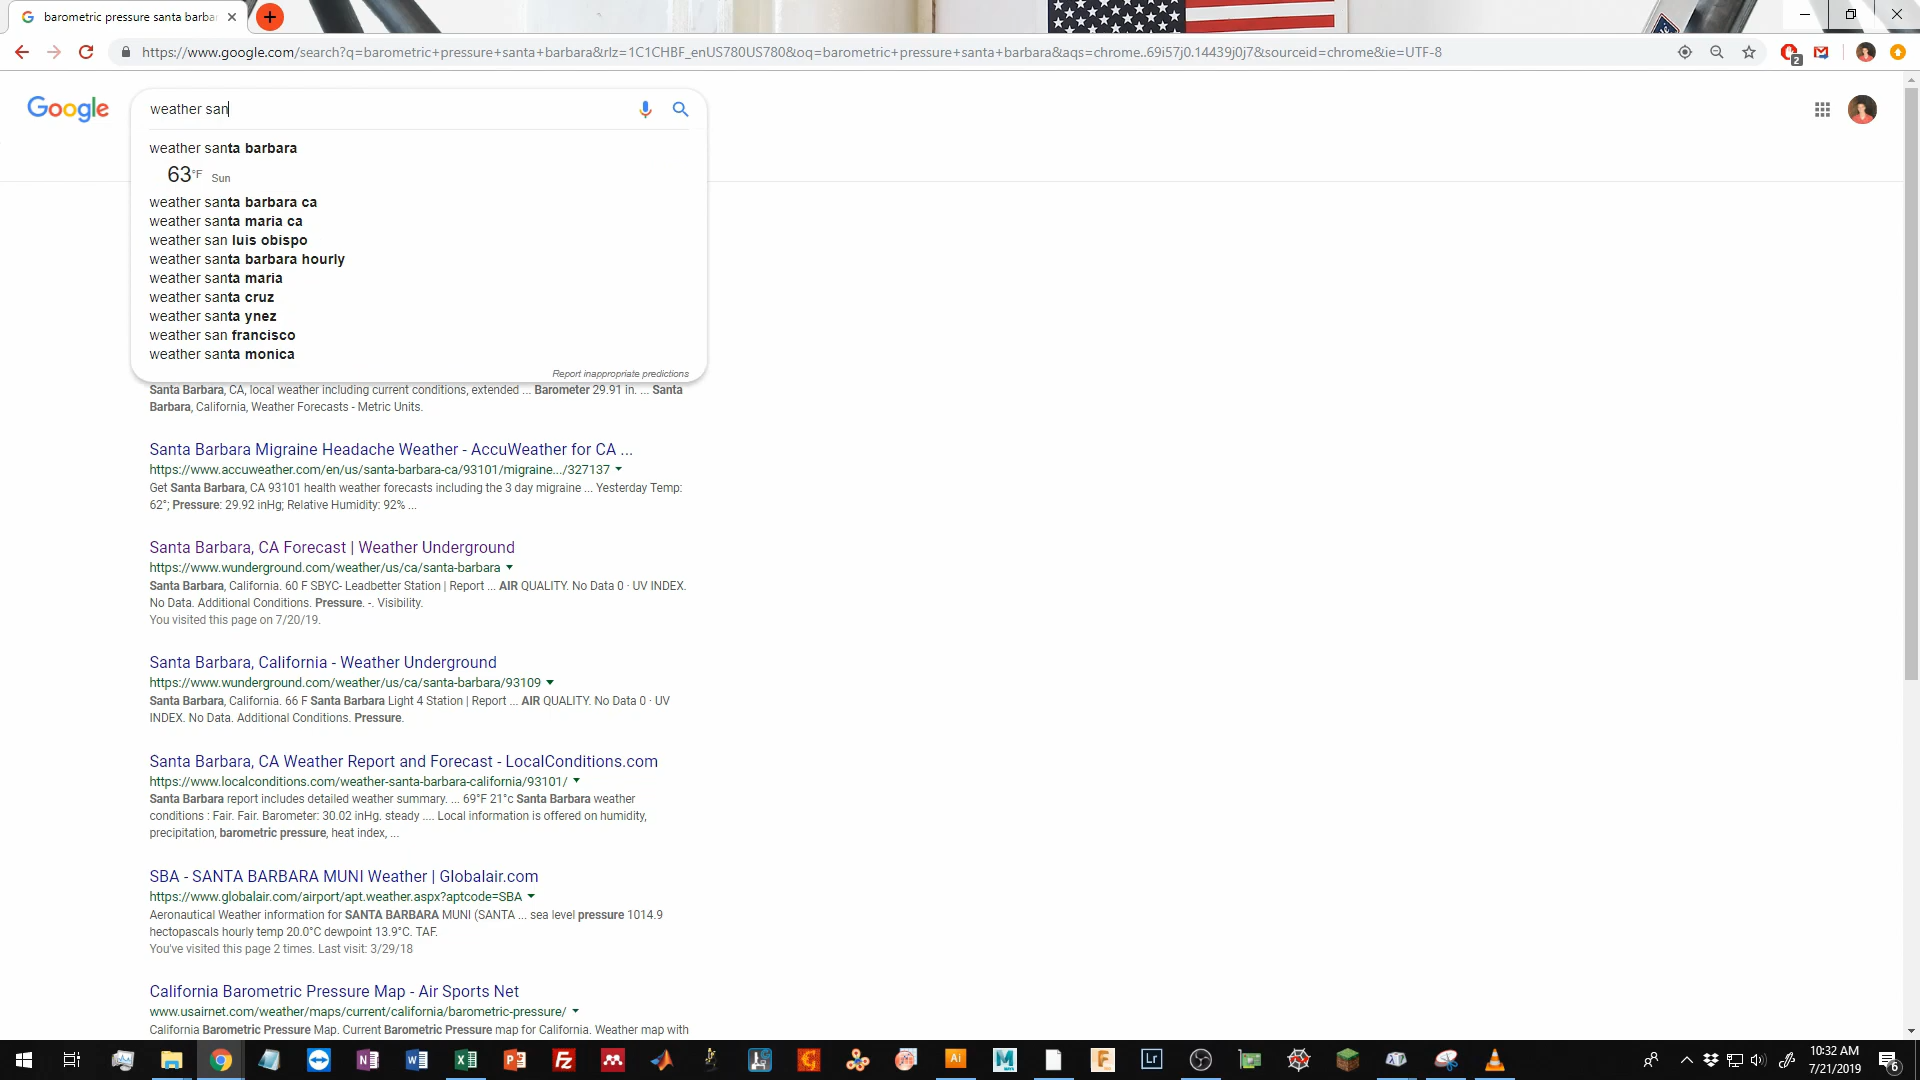 barometric pressure santa barba
https://www.google.com/search?q=barometric+pressure+santa+barbara&rlz=1C1CHBF_enUS780US780&oq=barometric+pressure+santa+barbara&aqs=chrome..69i57j0.14439j0j7&sourceid=chrome&ie=UTF-8
2
Google
weather san
weather santa barbara
63°F Sun
weather santa barbara ca
weather santa maria ca
weather san luis obispo
weather santa barbara hourly
weather santa maria
weather santa cruz
weather santa ynez
weather san francisco
weather santa monica
Report inappropriate predictions
Santa Barbara, CA, local weather including current conditions, extended ... Barometer 29.91 in. ... Santa
Barbara, California, Weather Forecasts - Metric Units.
Santa Barbara Migraine Headache Weather - AccuWeather for CA ...
https://www.accuweather.com/en/us/santa-barbara-ca/93101/migraine.../327137
Get Santa Barbara, CA 93101 health weather forecasts including the 3 day migraine ... Yesterday Temp:
62°; Pressure: 29.92 inHg; Relative Humidity: 92% ...
Santa Barbara, CA Forecast | Weather Underground
https://www.wunderground.com/weather/us/ca/santa-barbara
Santa Barbara, California. 60 F SBYC- Leadbetter Station | Report ... AIR QUALITY. No Data 0 · UV INDEX.
No Data. Additional Conditions. Pressure. -. Visibility.
You visited this page on 7/20/19.
Santa Barbara, California - Weather Underground
https://www.wunderground.com/weather/us/ca/santa-barbara/93109
Santa Barbara, California. 66 F Santa Barbara Light 4 Station | Report ... AIR QUALITY. No Data 0 · UV
INDEX. No Data. Additional Conditions. Pressure.
Santa Barbara, CA Weather Report and Forecast - LocalConditions.com
https://www.localconditions.com/weather-santa-barbara-california/93101/
Santa Barbara report includes detailed weather summary. ... 69°F 21°c Santa Barbara weather
conditions : Fair. Fair. Barometer: 30.02 inHg. steady .... Local information is offered on humidity,
precipitation, barometric pressure, heat index, ...
SBA - SANTA BARBARA MUNI Weather | Globalair.com
https://www.globalair.com/airport/apt.weather.aspx?aptcode=SBA
Aeronautical Weather information for SANTA BARBARA MUNI (SANTA ... sea level pressure 1014.9
hectopascals hourly temp 20.0°C dewpoint 13.9°C. TAF.
You've visited this page 2 times. Last visit: 3/29/18
California Barometric Pressure Map - Air Sports Net
www.usairnet.com/weather/maps/current/california/barometric-pressure/
California Barometric Pressure Map. Current Barometric Pressure map for California. Weather map with
Ai
Lr
10:32 AM
7/21/2019
6